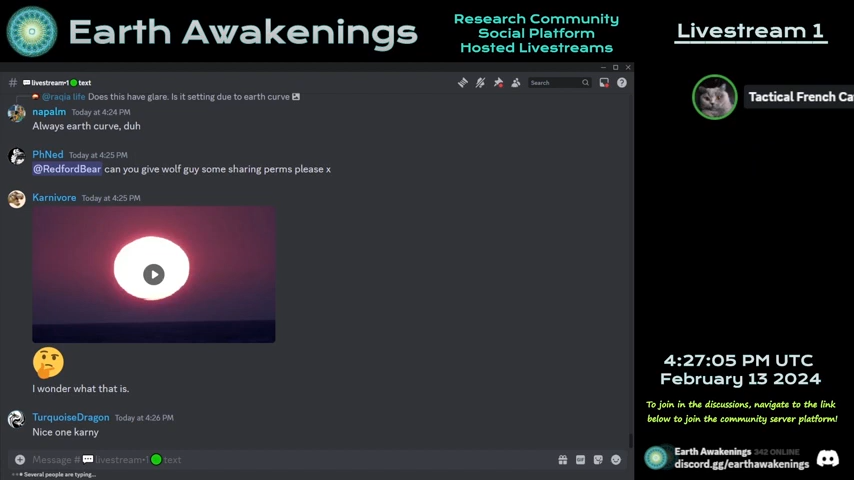 Earth Awakenings
Research Community
Social Platform
Hosted Livestreams
Livestream 1
# livestream-1 text
Search
@raqia life Does this have glare. Is it setting due to earth curve
napalm Today at 4:24 PM
Always earth curve, duh
PhNed Today at 4:25 PM
@RedfordBear can you give wolf guy some sharing perms please x
Karnivore Today at 4:25 PM
I wonder what that is.
TurquoiseDragon Today at 4:26 PM
Nice one karny
Message # livestream-1 text
GIF
Several people are typing...
Tactical French Ca
4:27:05 PM UTC
February 13 2024
To join in the discussions, navigate to the link
below to join the community server platform!
Earth Awakenings 342 ONLINE
discord.gg/earthawakenings